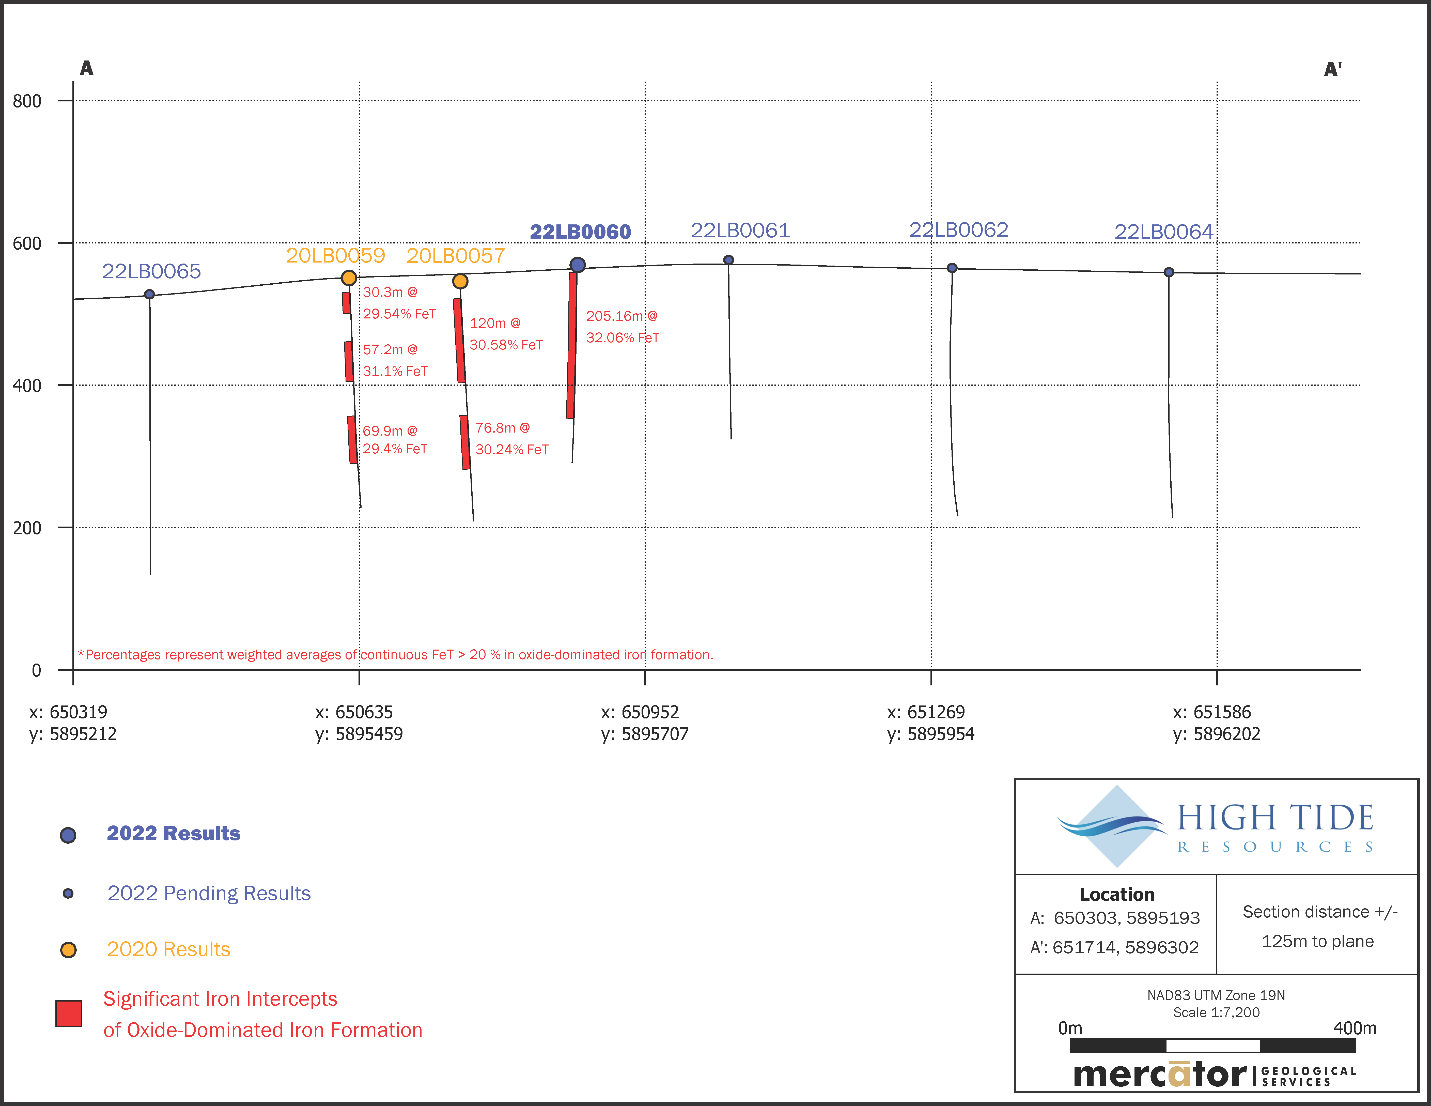 A
A'
800
600
400
200
0
22LB0065
20LB0059
20LB0057
22LB0060
22LB0061
22LB0062
22LB0064
30.3m @
29.54% FeT
57.2m @
31.1% FeT
69.9m @
29.4% FeT
120m @
30.58% FeT
76.8m @
30.24% FeT
205.16m @
32.06% FeT
*Percentages represent weighted averages of continuous FeT > 20 % in oxide-dominated iron formation.
x: 650319
y: 5895212
x: 650635
y: 5895459
x: 650952
y: 5895707
x: 651269
y: 5895954
x: 651586
y: 5896202
2022 Results
2022 Pending Results
2020 Results
Significant Iron Intercepts
of Oxide-Dominated Iron Formation
HIGH TIDE
RESOURCES
Location
A: 650303, 5895193
A': 651714, 5896302
Section distance +/-
125m to plane
NAD83 UTM Zone 19N
Scale 1:7,200
0m
400m
mercātor
GEOLOGICAL
SERVICES